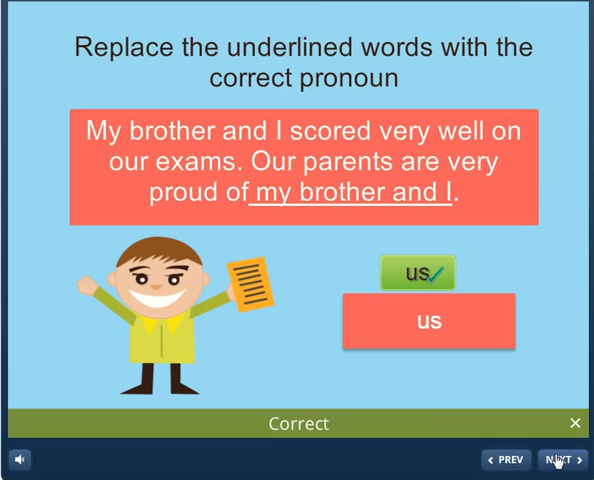 Replace the underlined words with the
correct pronoun
My brother and I scored very well on
our exams. Our parents are very
proud of my brother and I.
us
us
Correct
PREV
NEXT